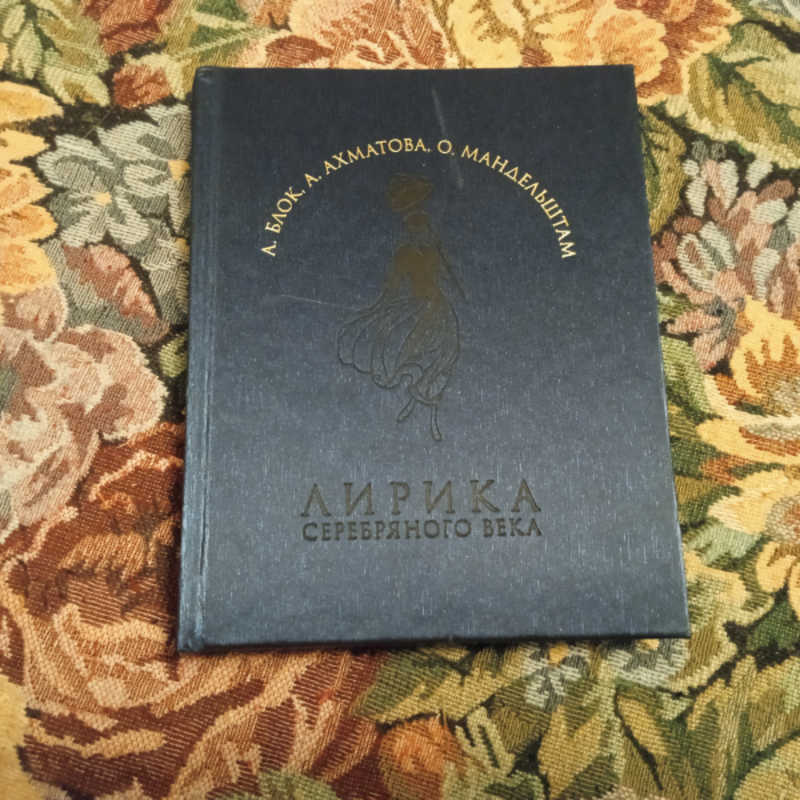 А. БЛОК, А. АХМАТОВА, О. МАНДЕЛЬШТАМ
ЛИРИКА
СЕРЕБРЯНОГО ВЕКА